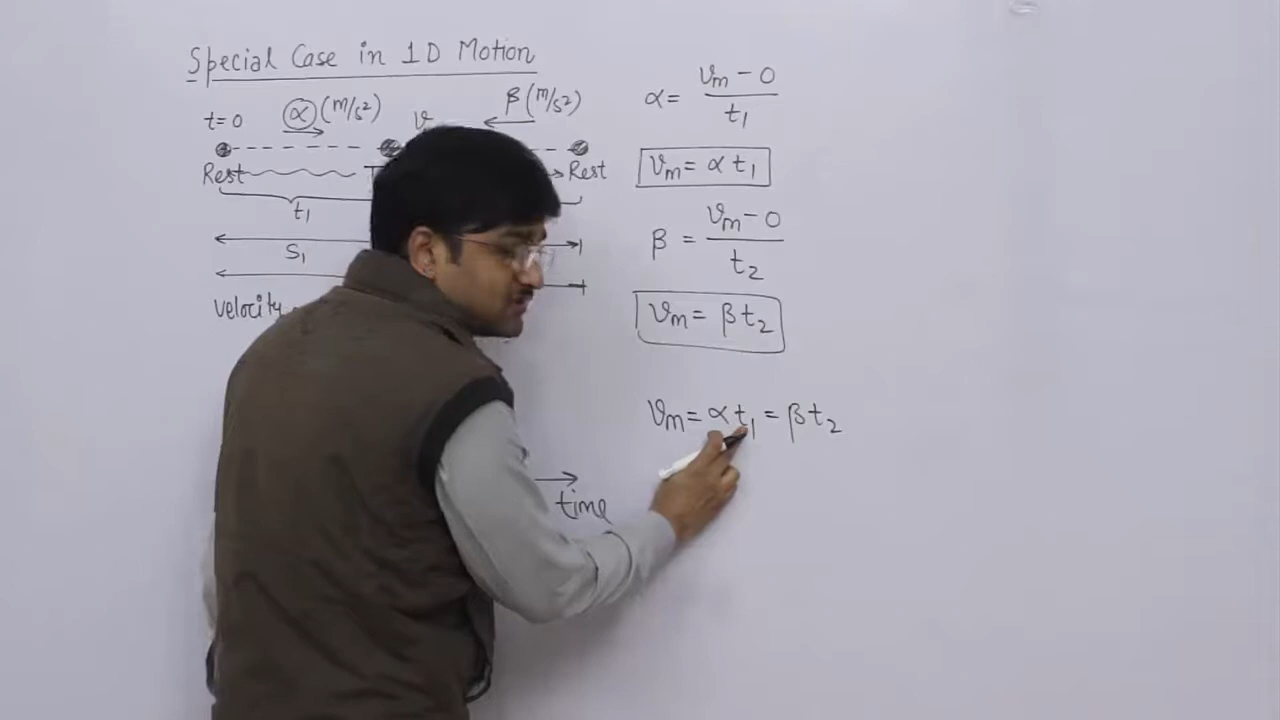 Special Case in 1D Motion
t=0 α (m/s²) v β (m/s²)
Rest Rest
t₁
S₁
velocity
time
α = (vₘ − 0) / t₁
vₘ = α t₁
β = (vₘ − 0) / t₂
vₘ = β t₂
vₘ = α t₁ = β t₂